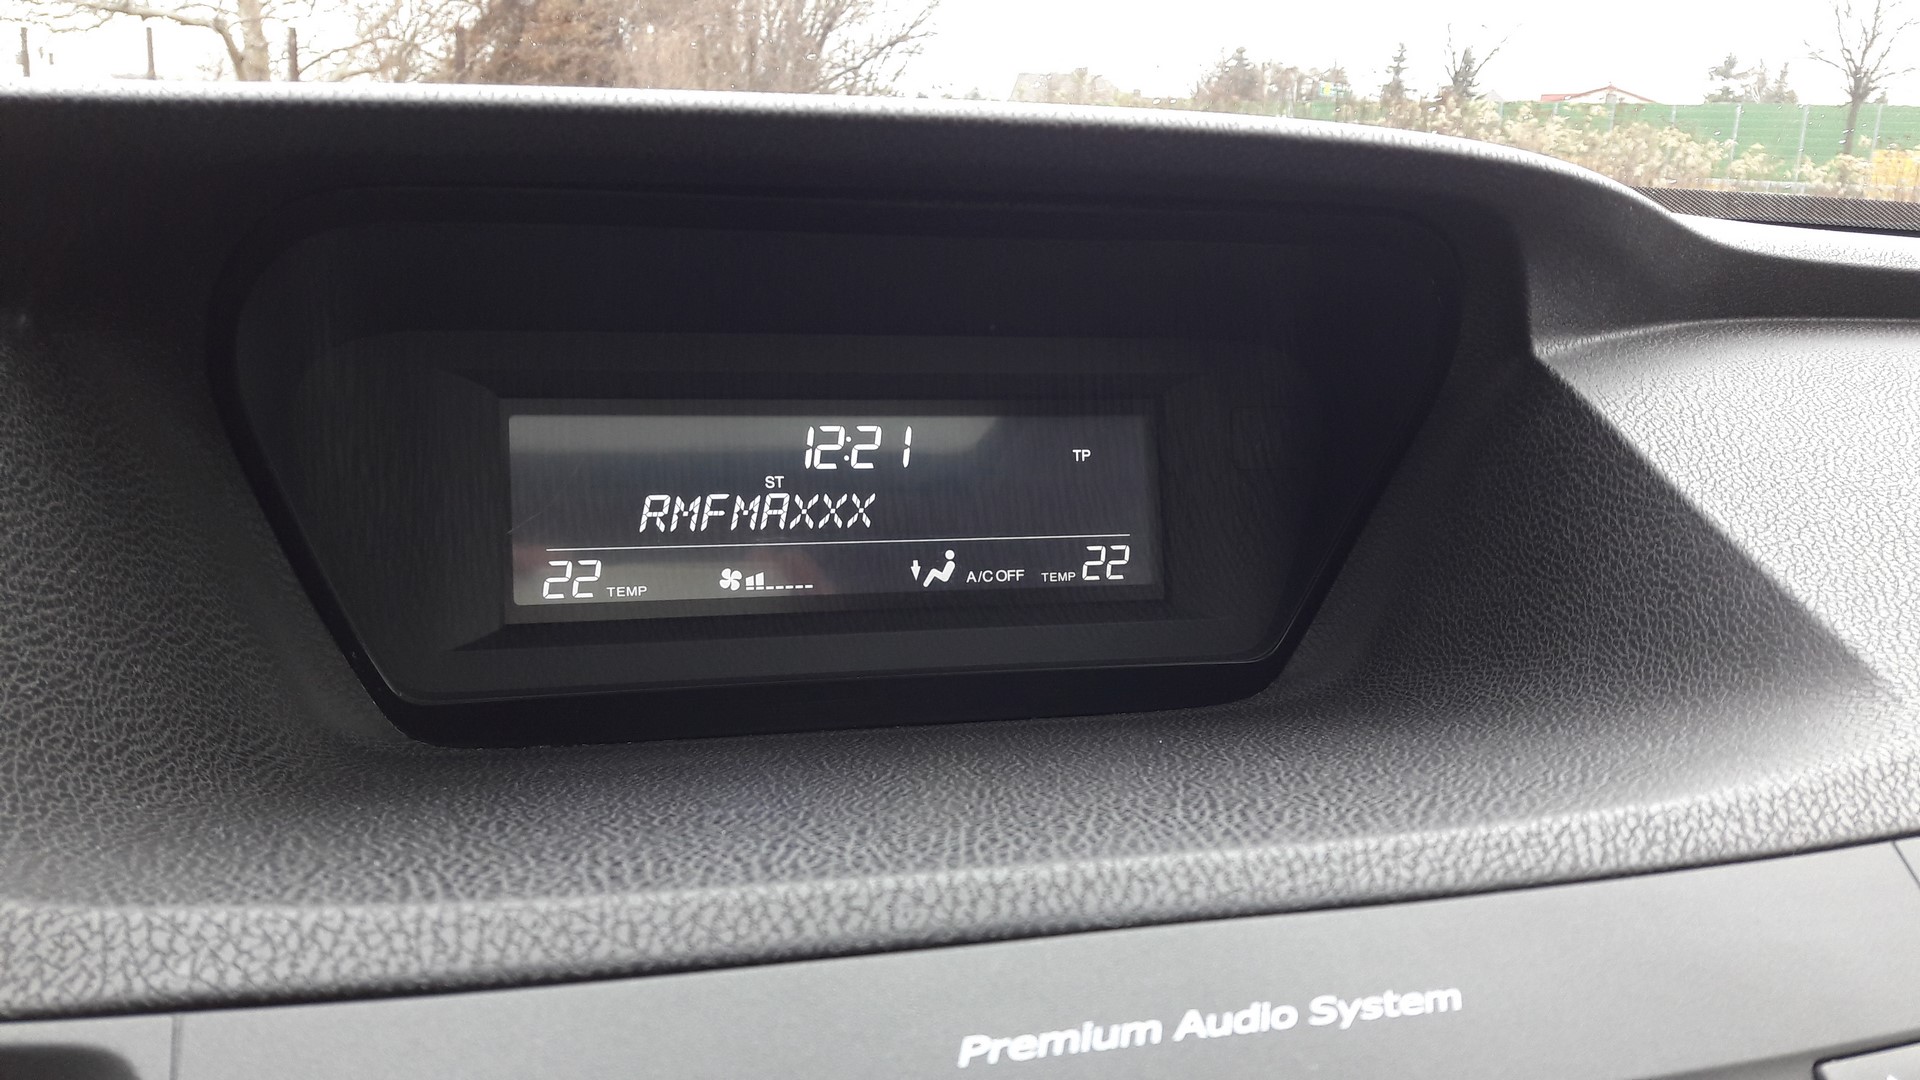 12:21 TP
ST
RMFMAXXX
22 TEMP A/C OFF TEMP 22
Premium Audio System